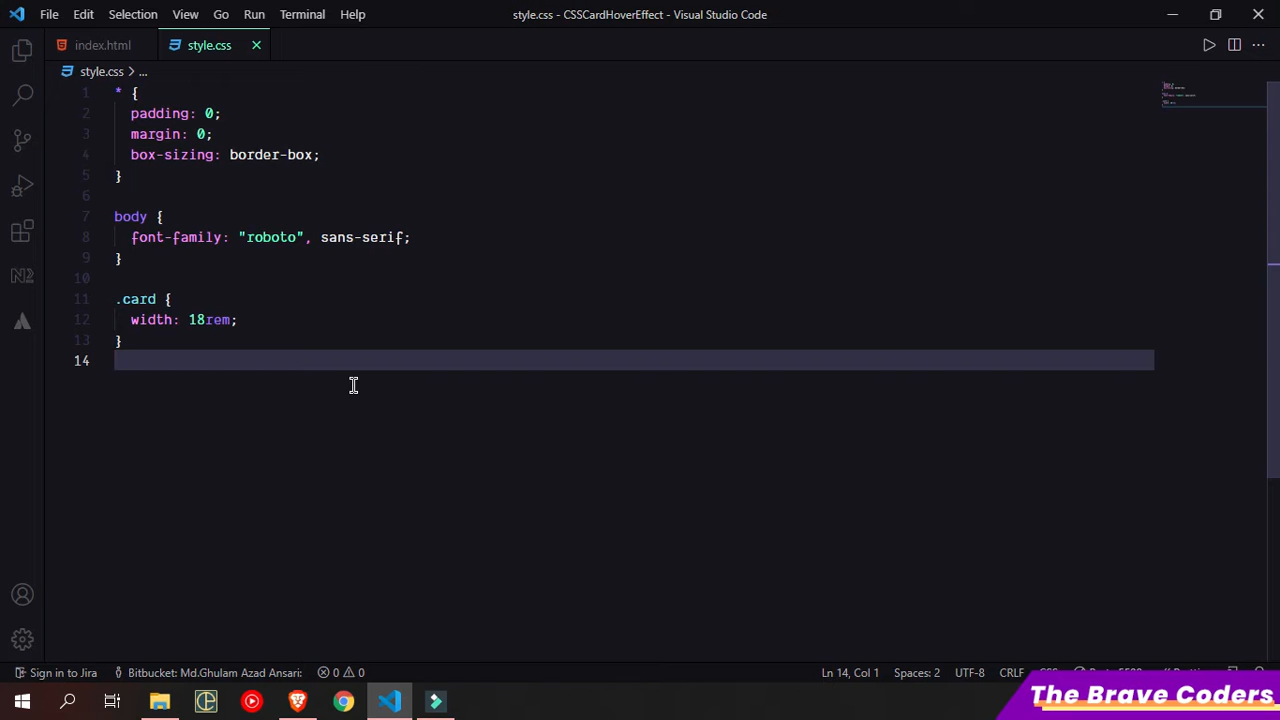 File Edit Selection View Go Run Terminal Help
style.css - CSSCardHoverEffect - Visual Studio Code
index.html
style.css
style.css > ...
1 * {
2 padding: 0;
3 margin: 0;
4 box-sizing: border-box;
5 }
6
7 body {
8 font-family: "roboto", sans-serif;
9 }
10
11 .card {
12 width: 18rem;
13 }
14
N2
Sign in to Jira
Bitbucket: Md.Ghulam Azad Ansari:
0 0
Ln 14, Col 1
Spaces: 2
UTF-8
CRLF
The Brave Coders